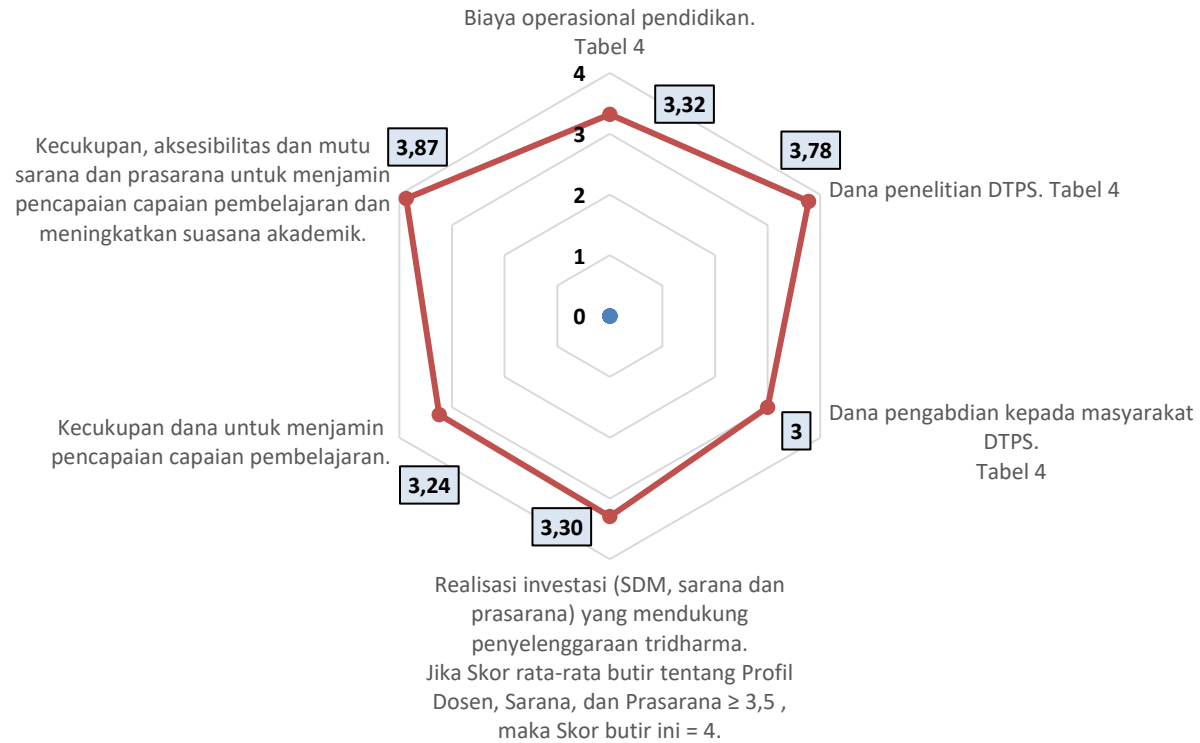 Biaya operasional pendidikan.
Tabel 4
4
3,32
3,87
3,78
Kecukupan, aksesibilitas dan mutu
sarana dan prasarana untuk menjamin
pencapaian capaian pembelajaran dan
meningkatkan suasana akademik.
3
Dana penelitian DTPS. Tabel 4
2
1
0
Dana pengabdian kepada masyarakat
DTPS.
Tabel 4
3
Kecukupan dana untuk menjamin
pencapaian capaian pembelajaran.
3,24
3,30
Realisasi investasi (SDM, sarana dan
prasarana) yang mendukung
penyelenggaraan tridharma.
Jika Skor rata-rata butir tentang Profil
Dosen, Sarana, dan Prasarana ≥ 3,5 ,
maka Skor butir ini = 4.